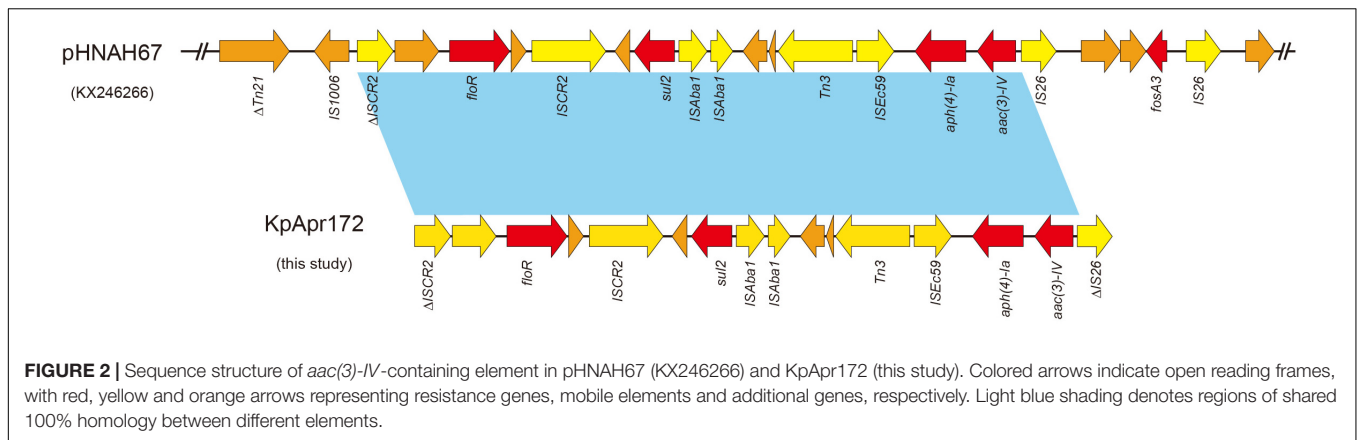 pHNAH67
(KX246266)
//
//
ΔTn21
IS1006
ΔISCR2
floR
ISCR2
sul2
ISAba1
ISAba1
Tn3
ISEc59
aph(4)-Ia
aac(3)-IV
IS26
fosA3
IS26
KpApr172
(this study)
ΔISCR2
floR
ISCR2
sul2
ISAba1
ISAba1
Tn3
ISEc59
aph(4)-Ia
aac(3)-IV
ΔIS26
FIGURE 2 | Sequence structure of aac(3)-IV-containing element in pHNAH67 (KX246266) and KpApr172 (this study). Colored arrows indicate open reading frames,
with red, yellow and orange arrows representing resistance genes, mobile elements and additional genes, respectively. Light blue shading denotes regions of shared
100% homology between different elements.